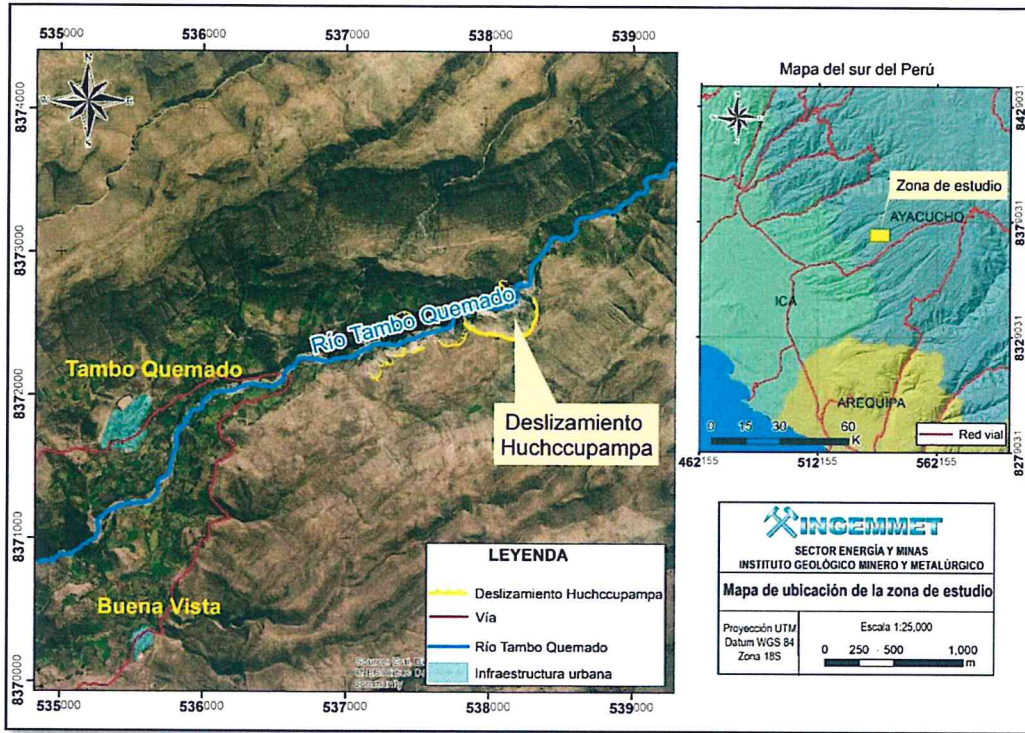 535000 536000 537000 538000 539000
8374000
8373000
8372000
8371000
8370000
N
W E
S
Río Tambo Quemado
Tambo Quemado
Deslizamiento
Huchccupampa
Buena Vista
LEYENDA
Deslizamiento Huchccupampa
Vía
Río Tambo Quemado
Infraestructura urbana
535000 536000 537000 538000 539000
Mapa del sur del Perú
N
Zona de estudio
AYACUCHO
ICA
AREQUIPA
0 15 30 60
K
Red vial
8429031
8379031
8329031
8279031
462155 512155 562155
INGEMMET
SECTOR ENERGÍA Y MINAS
INSTITUTO GEOLÓGICO MINERO Y METALÚRGICO
Mapa de ubicación de la zona de estudio
Proyección UTM
Datum WGS 84
Zona 18S
Escala 1:25,000
0 250 500 1,000
m